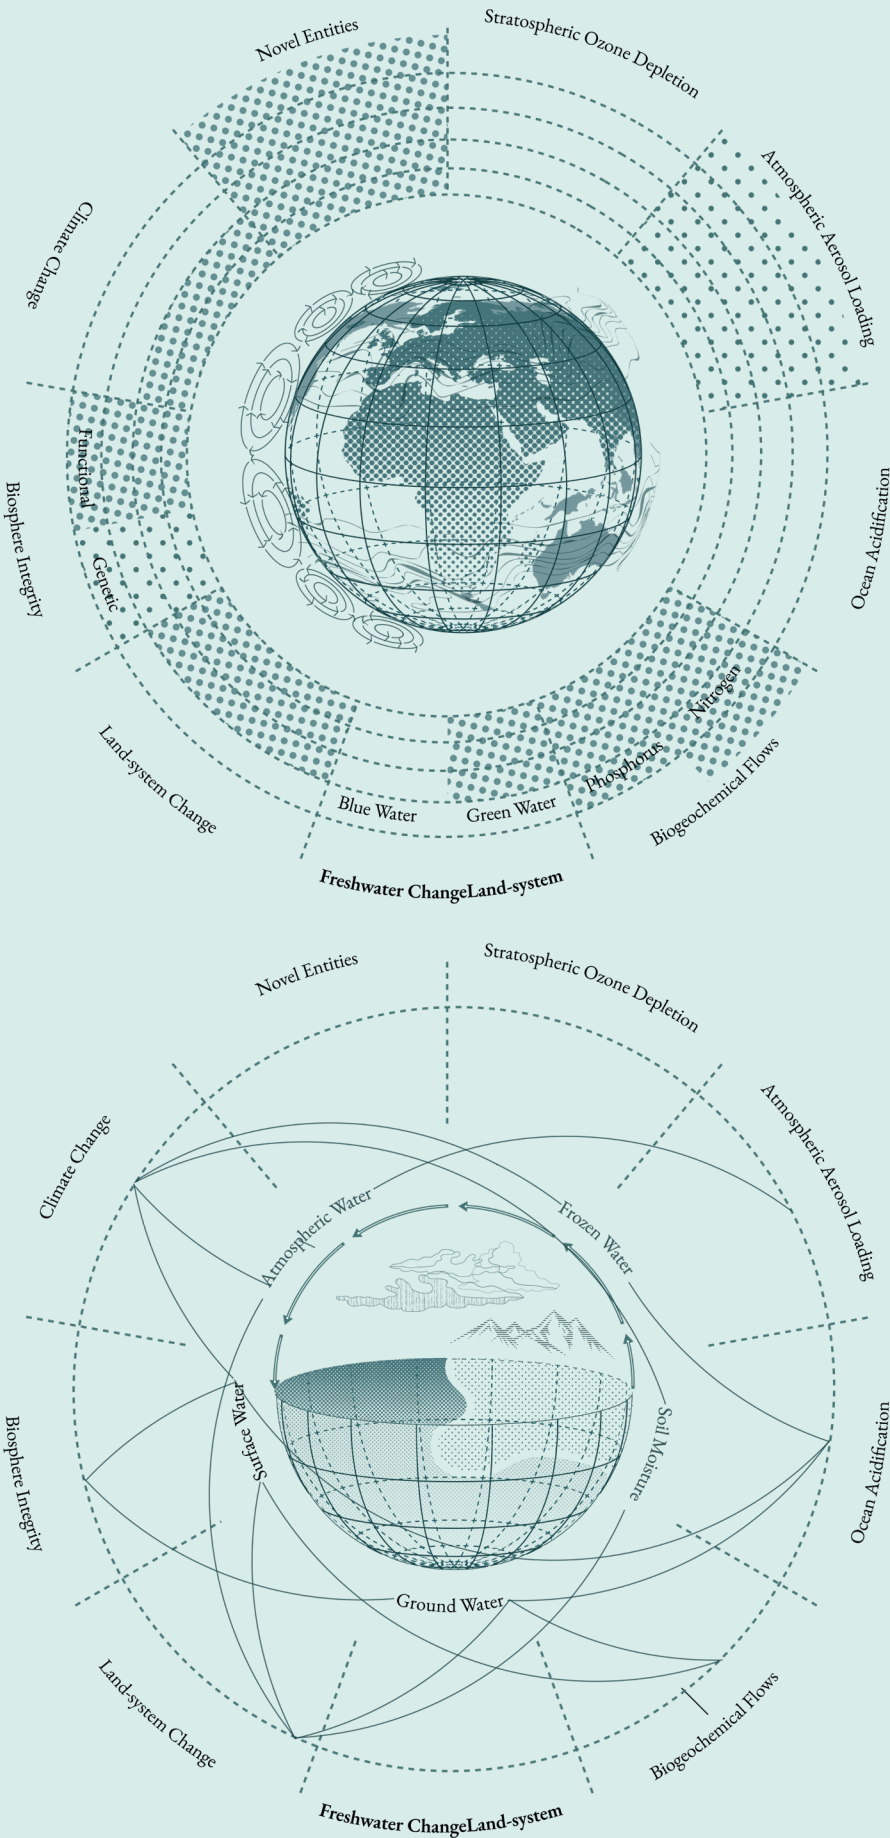 Novel Entities
Stratospheric Ozone Depletion
Atmospheric Aerosol Loading
Climate Change
Functional
Biosphere Integrity
Genetic
Ocean Acidification
Nitrogen
Phosphorus
Biogeochemical Flows
Land-system Change
Blue Water
Green Water
Freshwater ChangeLand-system
Novel Entities
Stratospheric Ozone Depletion
Atmospheric Aerosol Loading
Climate Change
Atmospheric Water
Frozen Water
Surface Water
Soil Moisture
Biosphere Integrity
Ocean Acidification
Ground Water
Land-system Change
Biogeochemical Flows
Freshwater ChangeLand-system